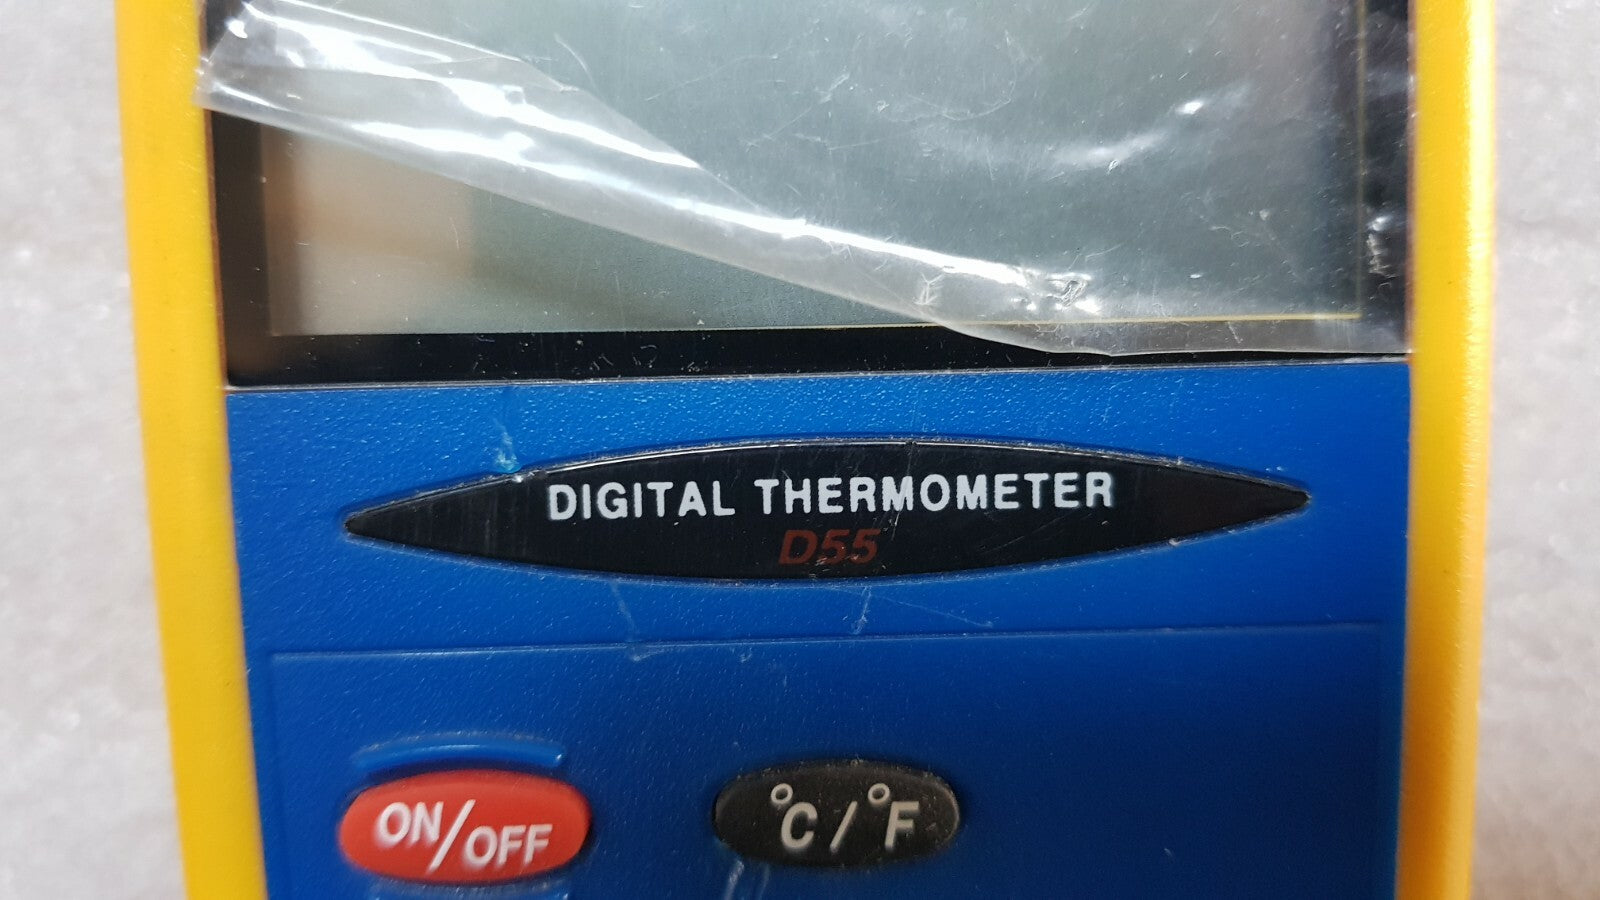 DIGITAL THERMOMETER
D55
ON/OFF
°C/°F